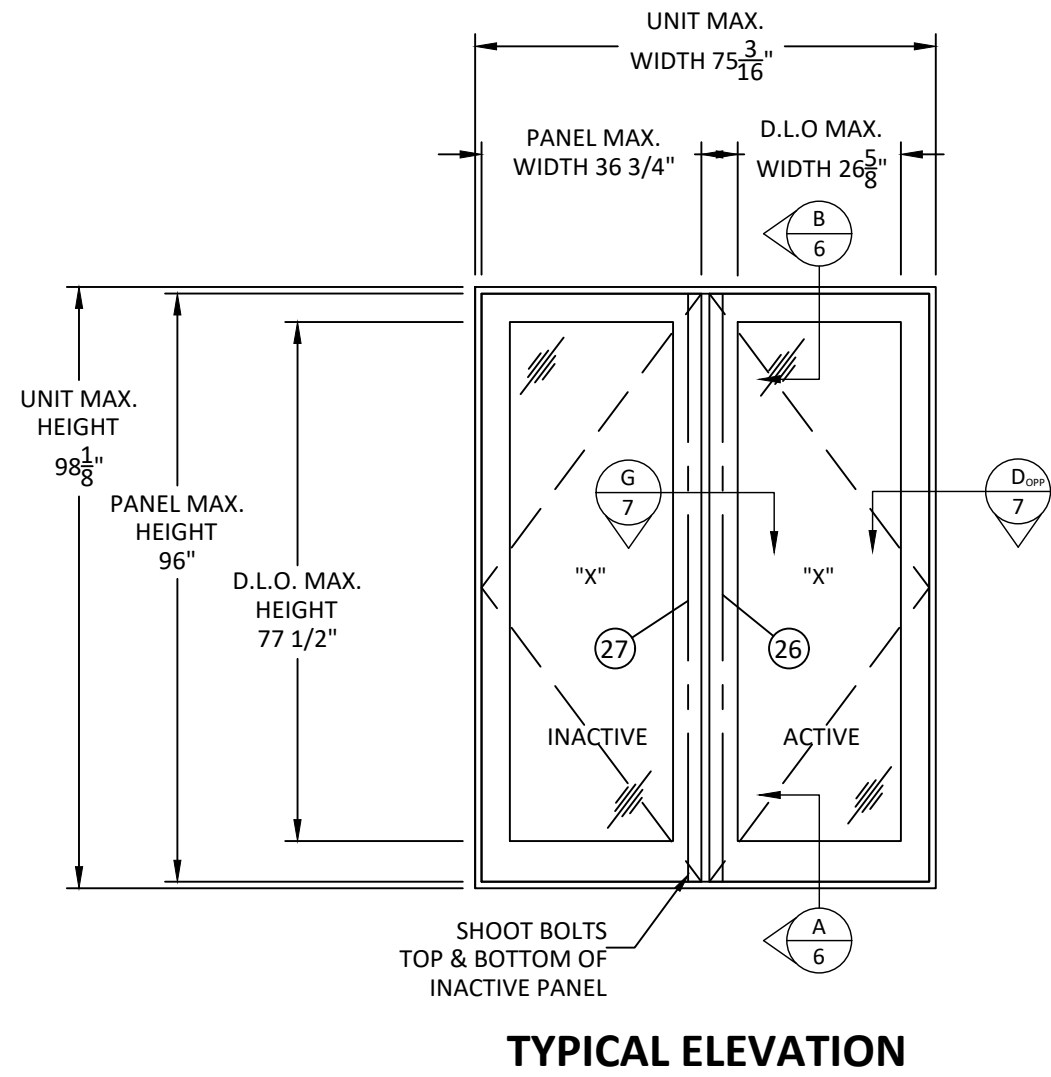 UNIT MAX.
WIDTH 75 3/16"
PANEL MAX.
WIDTH 36 3/4"
D.L.O MAX.
WIDTH 26 5/8"
B
6
UNIT MAX.
HEIGHT
98 1/8"
PANEL MAX.
HEIGHT
96"
D.L.O. MAX.
HEIGHT
77 1/2"
G
7
DOPP
7
"X"
"X"
27
26
INACTIVE
ACTIVE
A
6
SHOOT BOLTS
TOP & BOTTOM OF
INACTIVE PANEL
TYPICAL ELEVATION